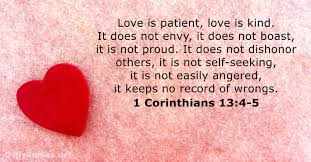 Love is patient, love is kind.
It does not envy, it does not boast,
it is not proud. It does not dishonor
others, it is not self-seeking,
it is not easily angered,
it keeps no record of wrongs.
1 Corinthians 13:4-5
DailyVerses.net